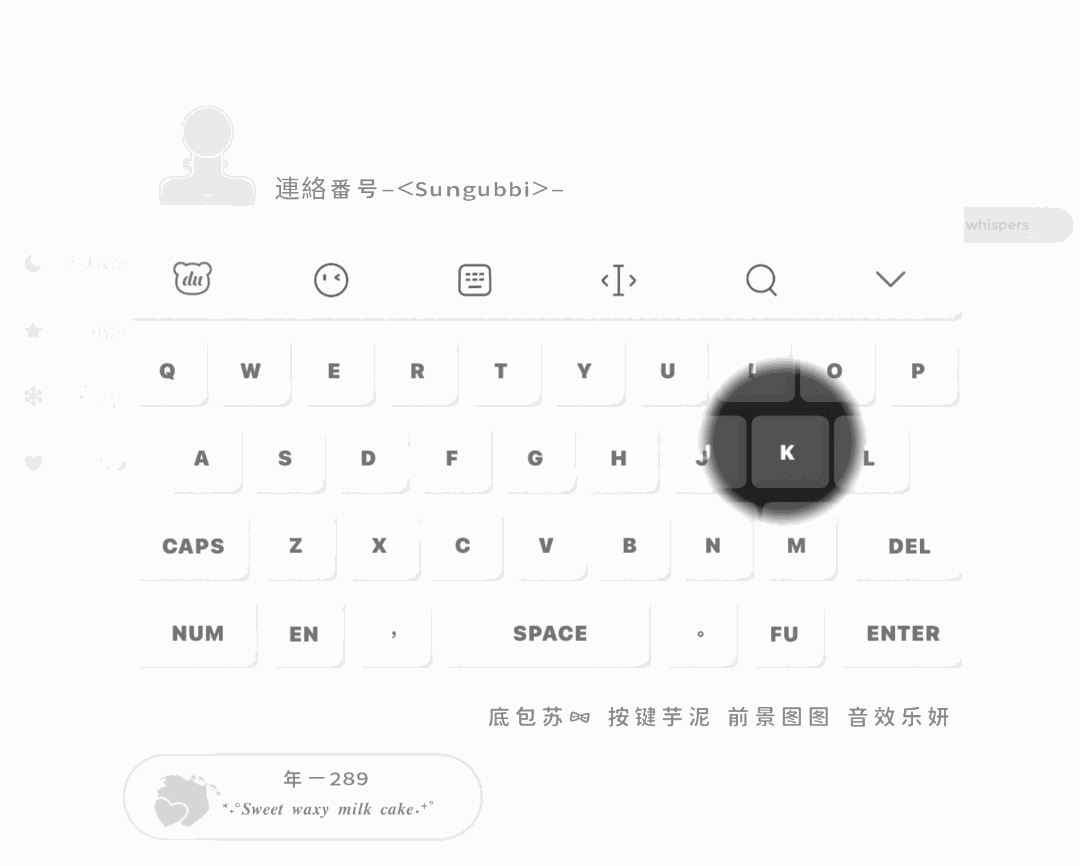 連絡番号–<Sungubbi>–
whispers
du
Q W E R T Y U I O P
A S D F G H J K L
CAPS Z X C V B N M DEL
NUM EN , SPACE 。 FU ENTER
底包苏 按键芋泥 前景图图 音效乐妍
年一289
*˖°Sweet waxy milk cake.⁺°